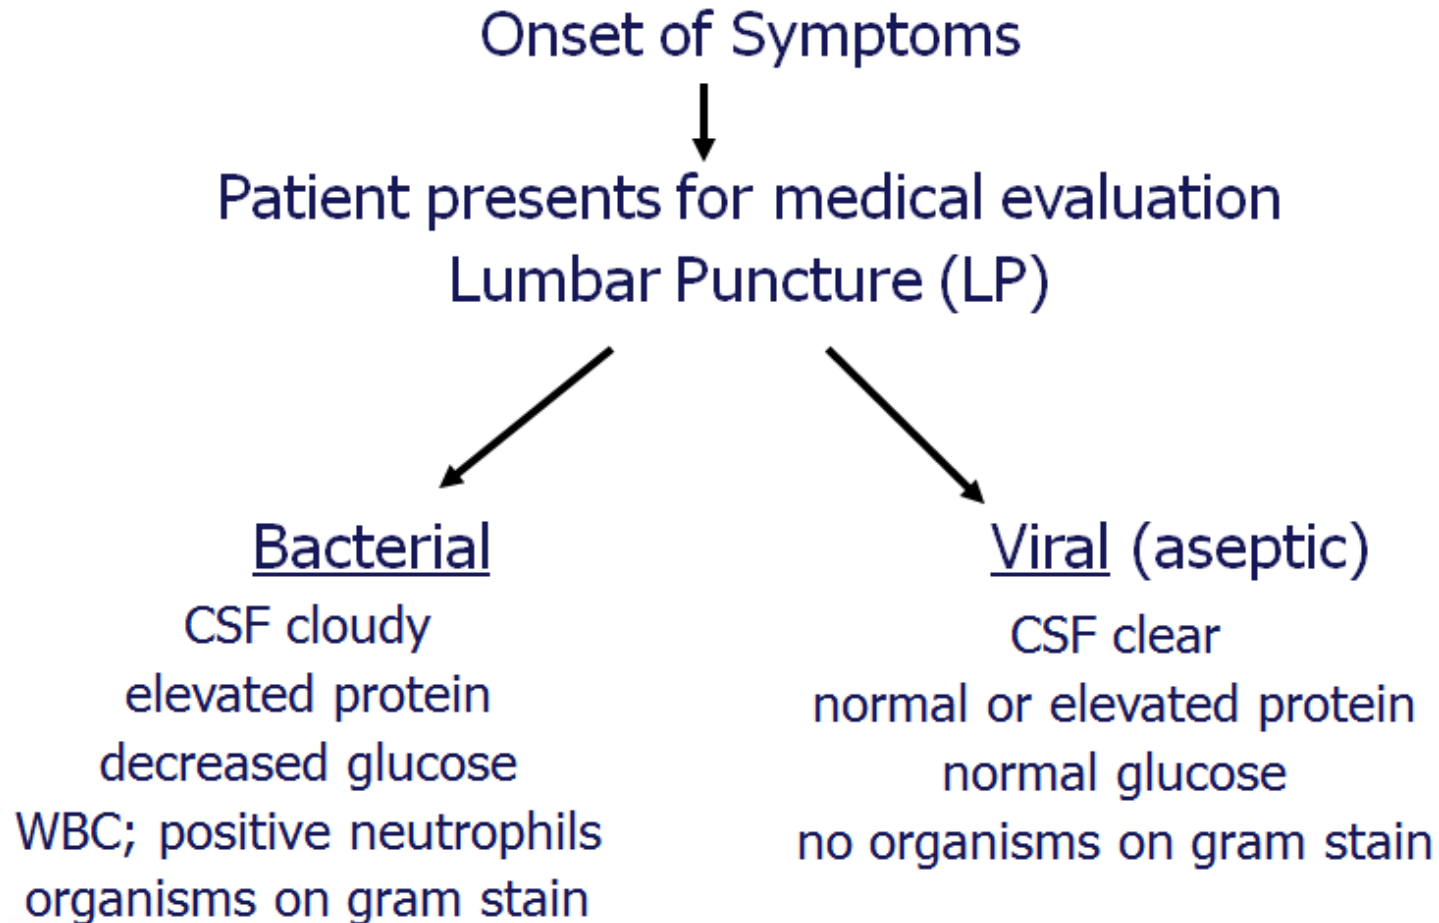 Onset of Symptoms
Patient presents for medical evaluation
Lumbar Puncture (LP)
Bacterial
CSF cloudy
elevated protein
decreased glucose
WBC; positive neutrophils
organisms on gram stain
Viral (aseptic)
CSF clear
normal or elevated protein
normal glucose
no organisms on gram stain